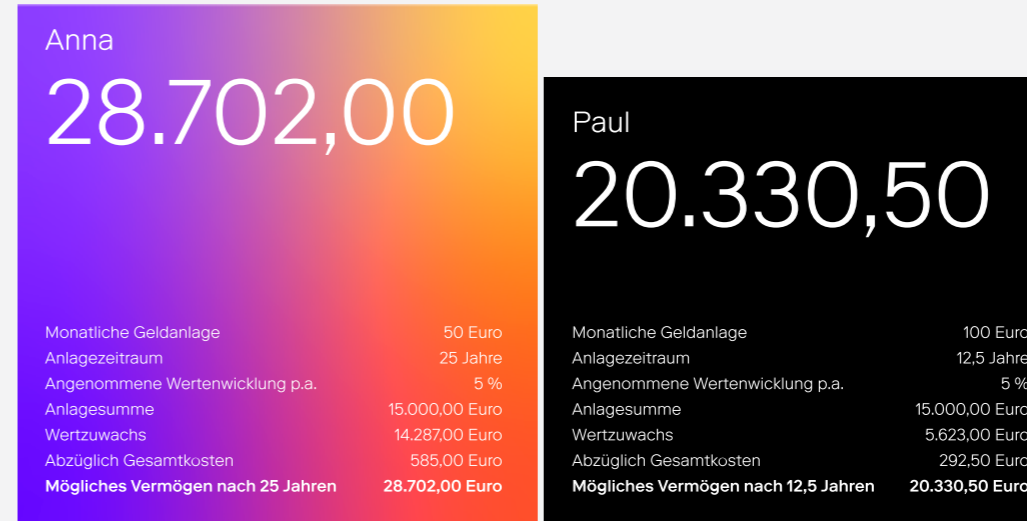 Anna
28.702,00
Monatliche Geldanlage 50 Euro
Anlagezeitraum 25 Jahre
Angenommene Wertenwicklung p.a. 5 %
Anlagesumme 15.000,00 Euro
Wertzuwachs 14.287,00 Euro
Abzüglich Gesamtkosten 585,00 Euro
Mögliches Vermögen nach 25 Jahren 28.702,00 Euro
Paul
20.330,50
Monatliche Geldanlage 100 Euro
Anlagezeitraum 12,5 Jahre
Angenommene Wertenwicklung p.a. 5 %
Anlagesumme 15.000,00 Euro
Wertzuwachs 5.623,00 Euro
Abzüglich Gesamtkosten 292,50 Euro
Mögliches Vermögen nach 12,5 Jahren 20.330,50 Euro